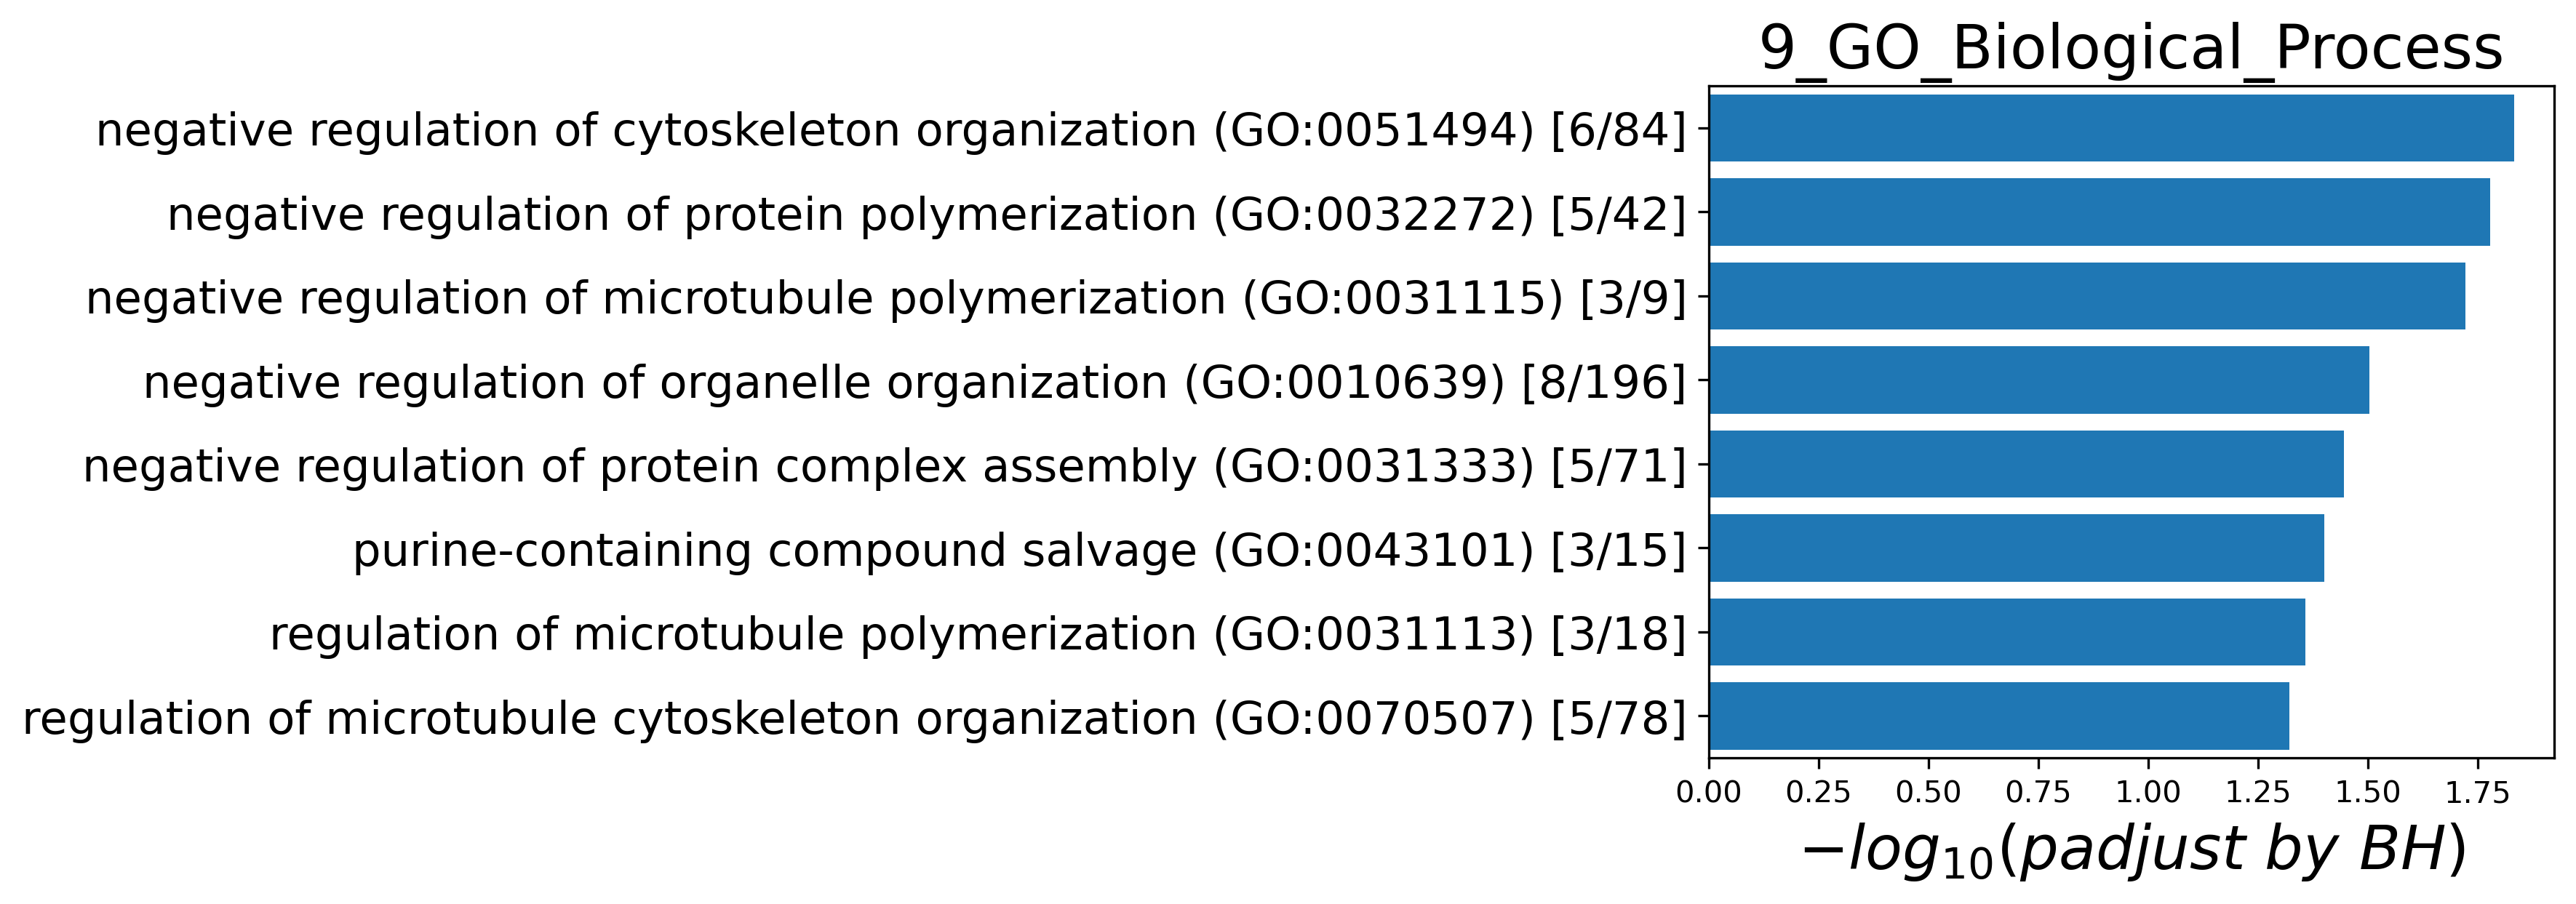 9_GO_Biological_Process
negative regulation of cytoskeleton organization (GO:0051494) [6/84]
negative regulation of protein polymerization (GO:0032272) [5/42]
negative regulation of microtubule polymerization (GO:0031115) [3/9]
negative regulation of organelle organization (GO:0010639) [8/196]
negative regulation of protein complex assembly (GO:0031333) [5/71]
purine-containing compound salvage (GO:0043101) [3/15]
regulation of microtubule polymerization (GO:0031113) [3/18]
regulation of microtubule cytoskeleton organization (GO:0070507) [5/78]
0.00 0.25 0.50 0.75 1.00 1.25 1.50 1.75
−log₁₀(padjust by BH)